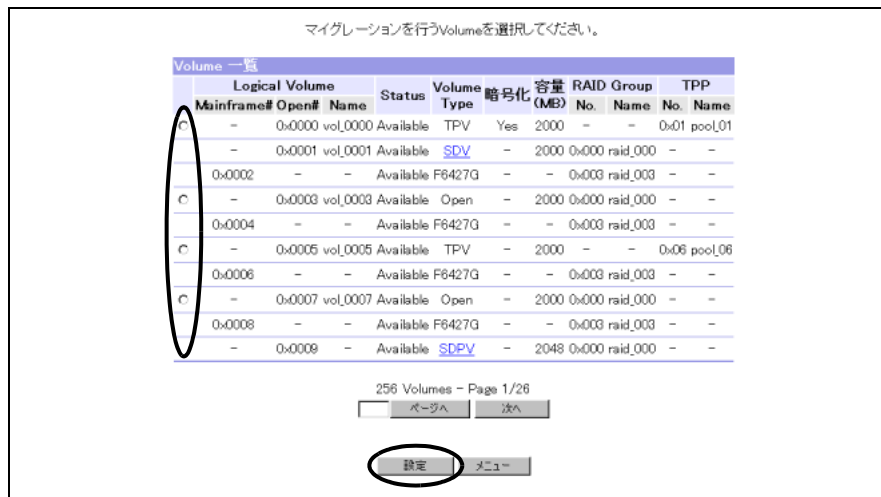 マイグレーションを行うVolumeを選択してください。
Volume 一覧
Logical Volume Status Volume Type 暗号化 容量 (MB) RAID Group TPP
Mainframe# Open# Name No. Name No. Name
- 0x0000 vol_0000 Available TPV Yes 2000 - - 0x01 pool_01
- 0x0001 vol_0001 Available SDV - 2000 0x000 raid_000 - -
0x0002 - - Available F6427G - - 0x003 raid_003 - -
- 0x0003 vol_0003 Available Open - 2000 0x000 raid_000 - -
0x0004 - - Available F6427G - - 0x003 raid_003 - -
- 0x0005 vol_0005 Available TPV - 2000 - - 0x06 pool_06
0x0006 - - Available F6427G - - 0x003 raid_003 - -
- 0x0007 vol_0007 Available Open - 2000 0x000 raid_000 - -
0x0008 - - Available F6427G - - 0x003 raid_003 - -
- 0x0009 - Available SDPV - 2048 0x000 raid_000 - -
256 Volumes - Page 1/26
ページへ 次へ
設定 メニュー